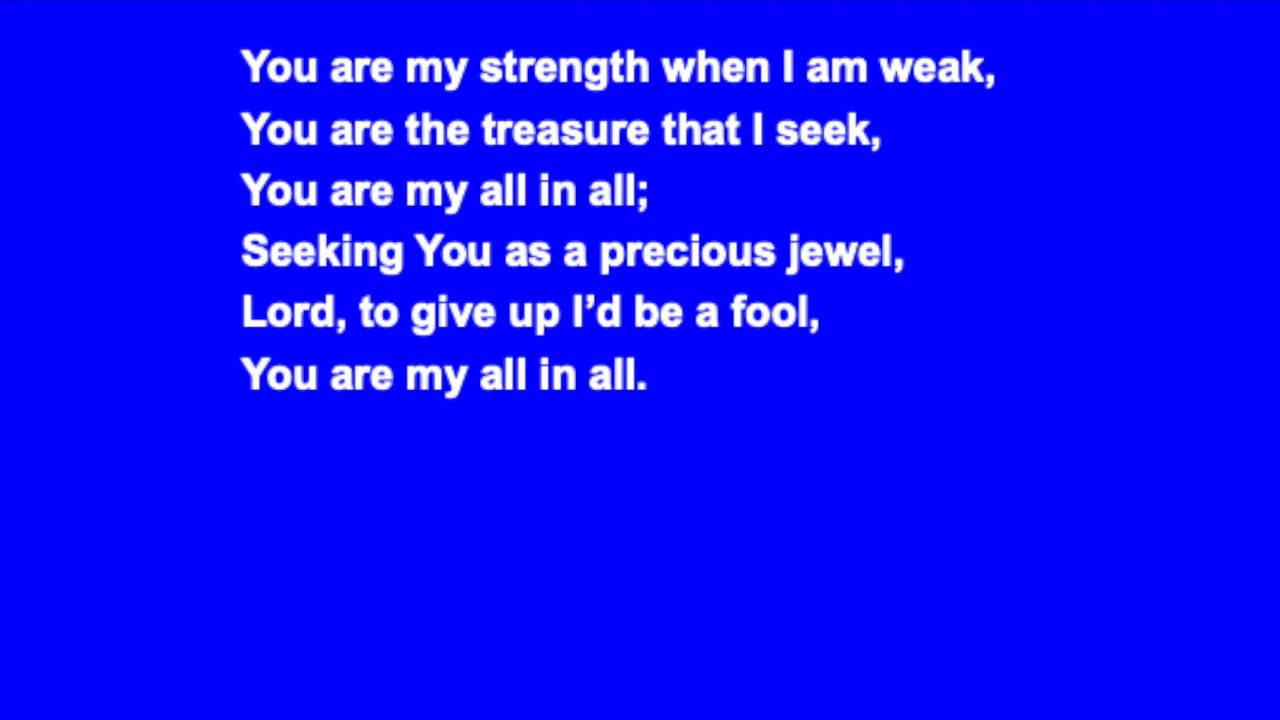 You are my strength when I am weak,
You are the treasure that I seek,
You are my all in all;
Seeking You as a precious jewel,
Lord, to give up I’d be a fool,
You are my all in all.